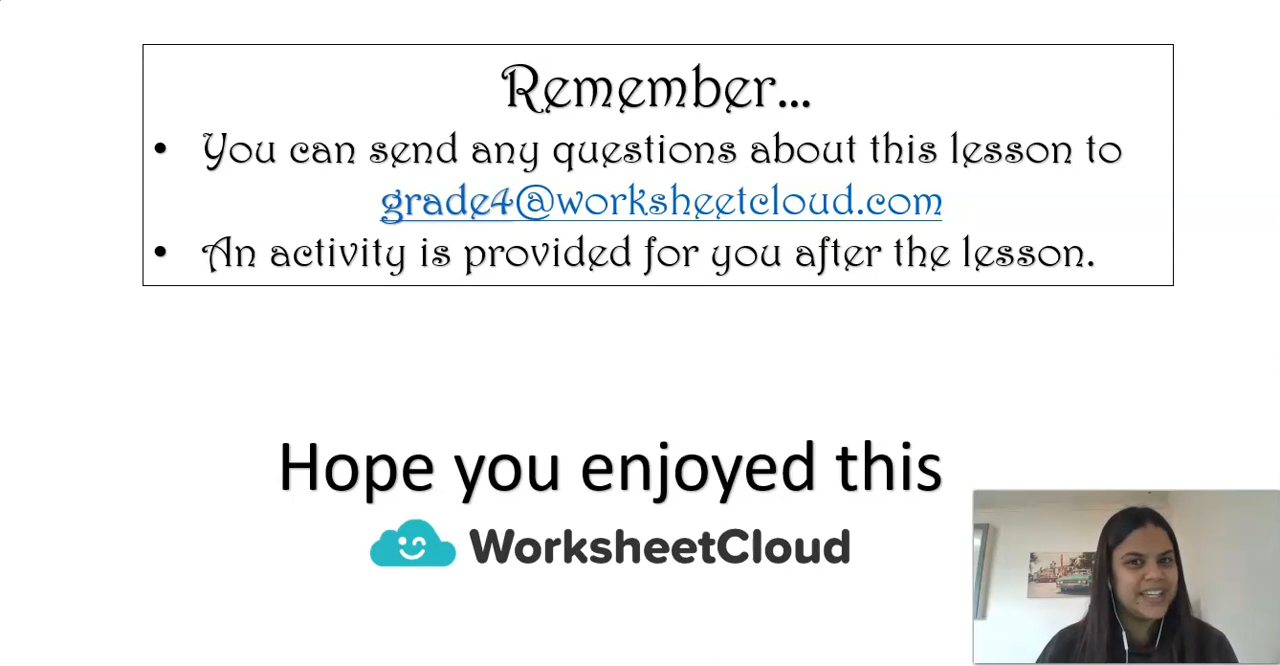 Remember...
• You can send any questions about this lesson to
grade4@worksheetcloud.com
• An activity is provided for you after the lesson.
Hope you enjoyed this
WorksheetCloud